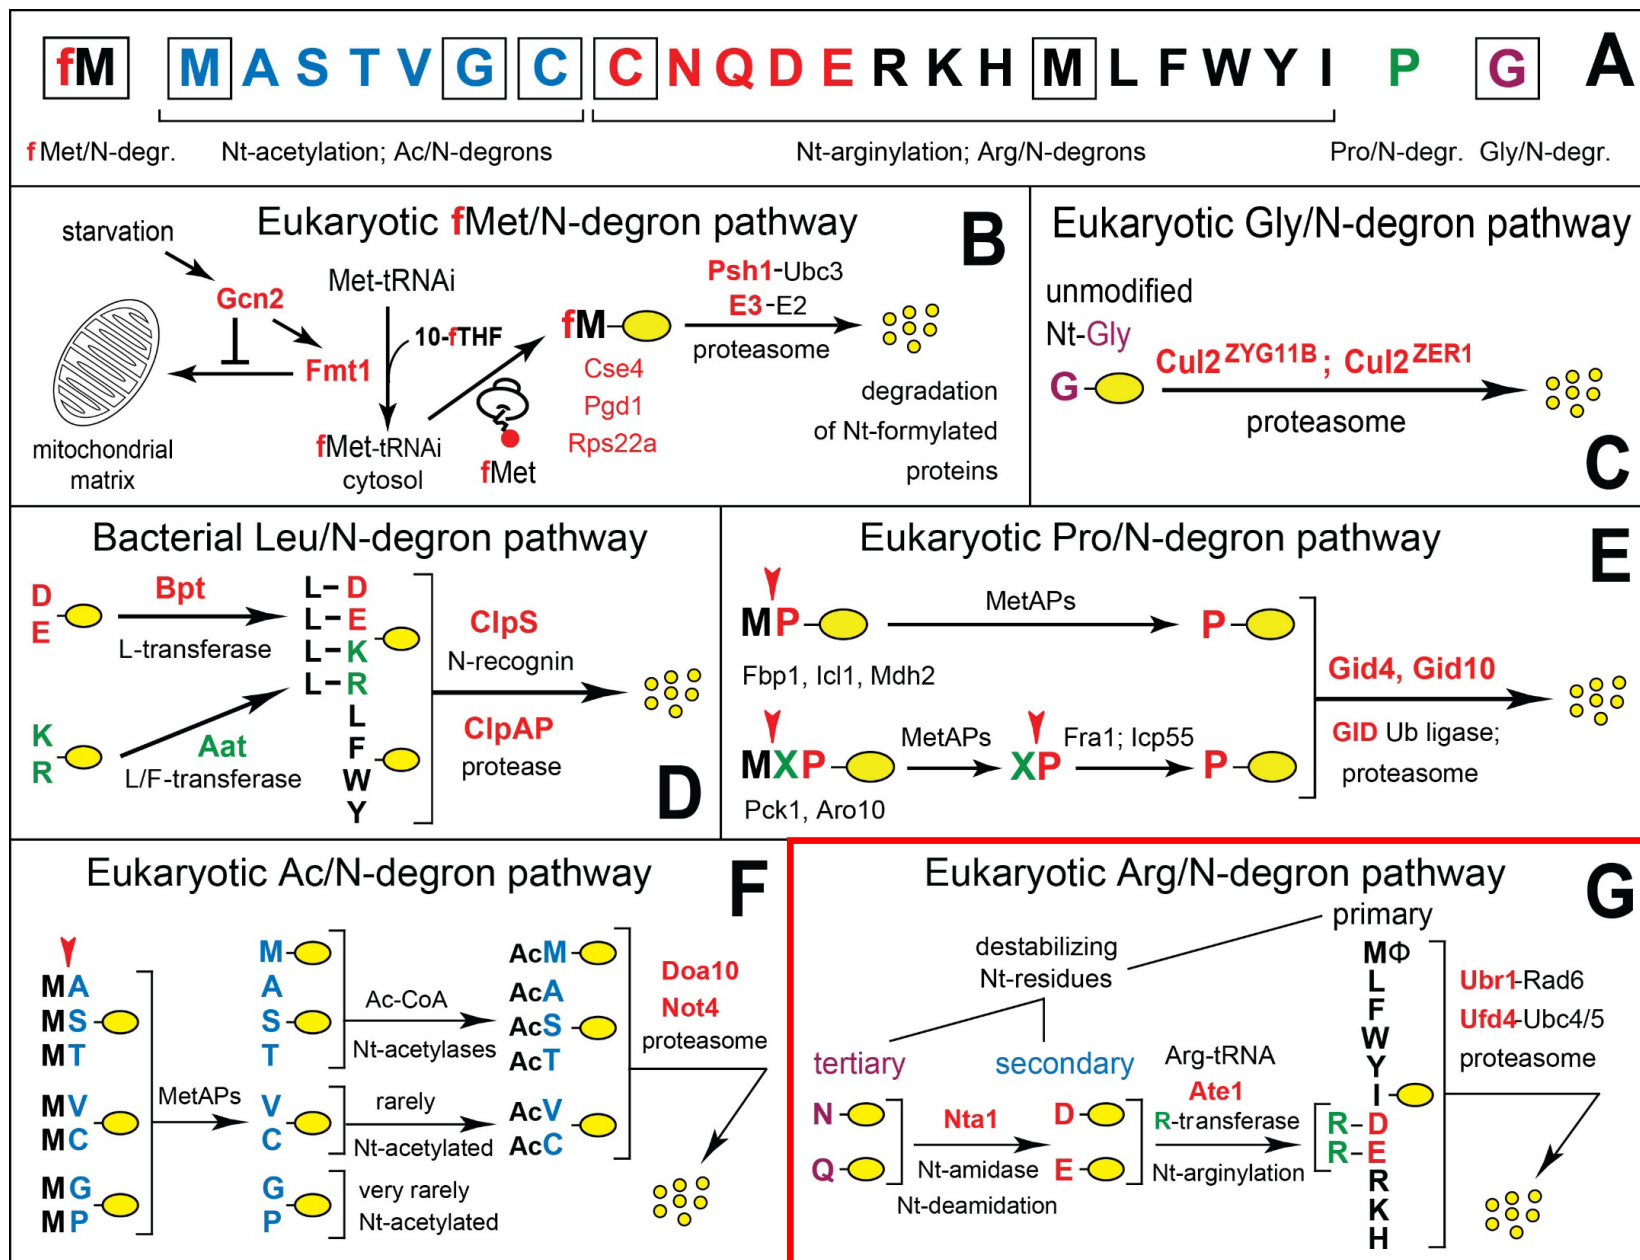 fM M A S T V G C C N Q D E R K H M L F W Y I P G A
fMet/N-degr. Nt-acetylation; Ac/N-degrons Nt-arginylation; Arg/N-degrons Pro/N-degr. Gly/N-degr.
Eukaryotic fMet/N-degron pathway B
starvation
Gcn2
Fmt1
mitochondrial
matrix
Met-tRNAi
10-fTHF
fMet-tRNAi
cytosol
fMet
fM
Cse4
Pgd1
Rps22a
Psh1-Ubc3
E3-E2
proteasome
degradation
of Nt-formylated
proteins
Eukaryotic Gly/N-degron pathway
unmodified
Nt-Gly
G
Cul2ZYG11B; Cul2ZER1
proteasome
C
Bacterial Leu/N-degron pathway
D
E
Bpt
L-transferase
K
R
Aat
L/F-transferase
L-D
L-E
L-K
L-R
L
F
W
Y
ClpS
N-recognin
ClpAP
protease
D
Eukaryotic Pro/N-degron pathway E
MP
MetAPs
P
Fbp1, Icl1, Mdh2
MXP
MetAPs
XP
Fra1; Icp55
P
Pck1, Aro10
Gid4, Gid10
GID Ub ligase;
proteasome
Eukaryotic Ac/N-degron pathway F
MA
MS
MT
MV
MC
MG
MP
MetAPs
M
A
S
T
V
C
G
P
Ac-CoA
Nt-acetylases
rarely
Nt-acetylated
very rarely
Nt-acetylated
AcM
AcA
AcS
AcT
AcV
AcC
Doa10
Not4
proteasome
Eukaryotic Arg/N-degron pathway G
primary
destabilizing
Nt-residues
tertiary
secondary
N
Q
Nta1
Nt-amidase
Nt-deamidation
D
E
Arg-tRNA
Ate1
R-transferase
Nt-arginylation
MΦ
L
F
W
Y
I
R-D
R-E
R
K
H
Ubr1-Rad6
Ufd4-Ubc4/5
proteasome